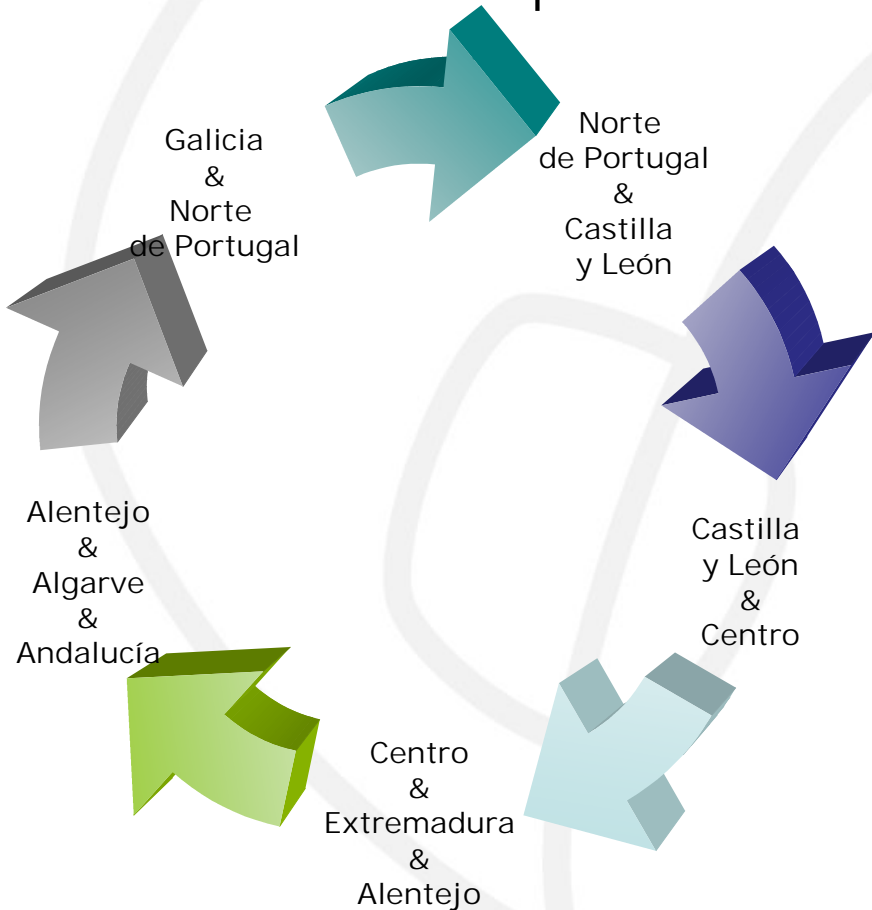 Galicia
&
Norte
de Portugal
Norte
de Portugal
&
Castilla
y León
Castilla
y León
&
Centro
Centro
&
Extremadura
&
Alentejo
Alentejo
&
Algarve
&
Andalucía